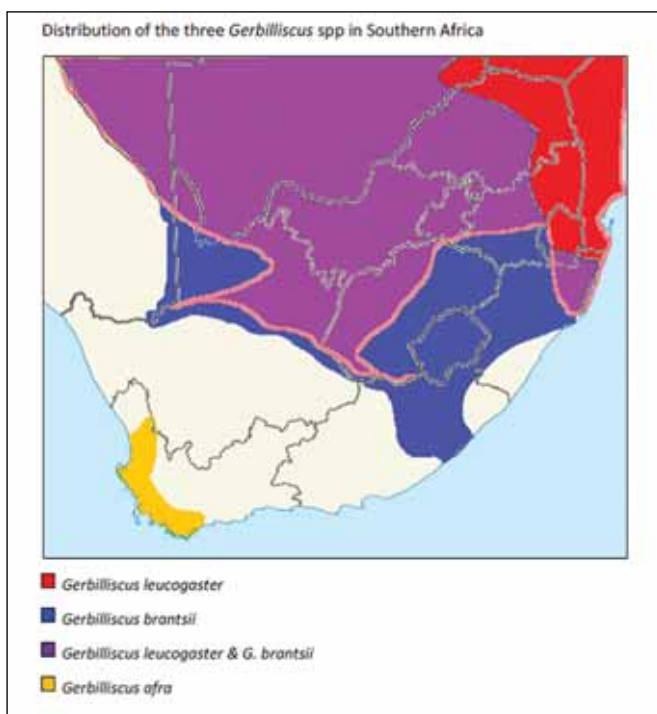 Distribution of the three Gerbilliscus spp in Southern Africa
Gerbilliscus leucogaster
Gerbilliscus brantsii
Gerbilliscus leucogaster & G. brantsii
Gerbilliscus afra